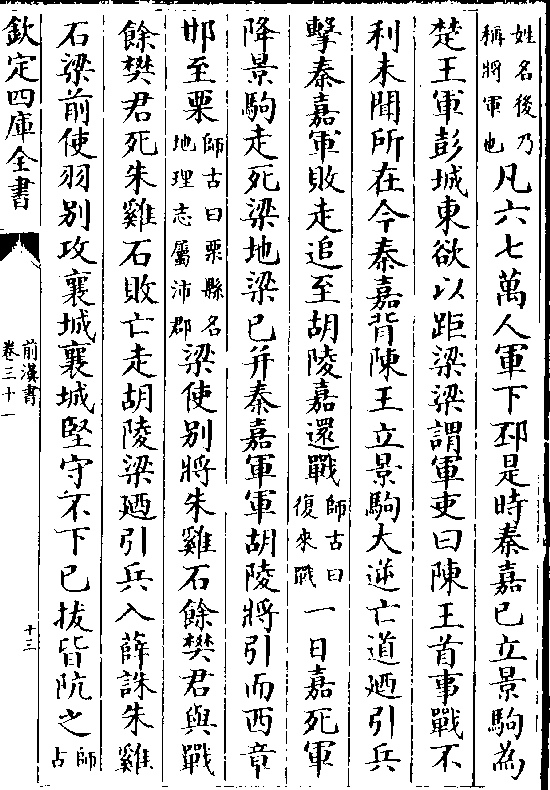 姓名後乃稱將軍也凡六七萬人軍下邳是時秦嘉已立景駒為
楚王軍彭城東欲以距梁梁謂軍吏曰陳王首事戰不
利未聞所在今秦嘉背陳王立景駒大逆亡道廼引兵
擊秦嘉軍敗走追至胡陵嘉還戰師古曰復來戰一日嘉死軍
降景駒走死梁地梁已并秦嘉軍軍胡陵將引而西章
邯至栗師古曰栗縣名地理志屬沛郡梁使別將朱雞石餘樊君與戰
餘樊君死朱雞石敗亡走胡陵梁廼引兵入薛誅朱雞
石梁前使羽別攻襄城襄城堅守不下已拔皆阬之師古
欽定四庫全書
前漢書
卷三十一
十三